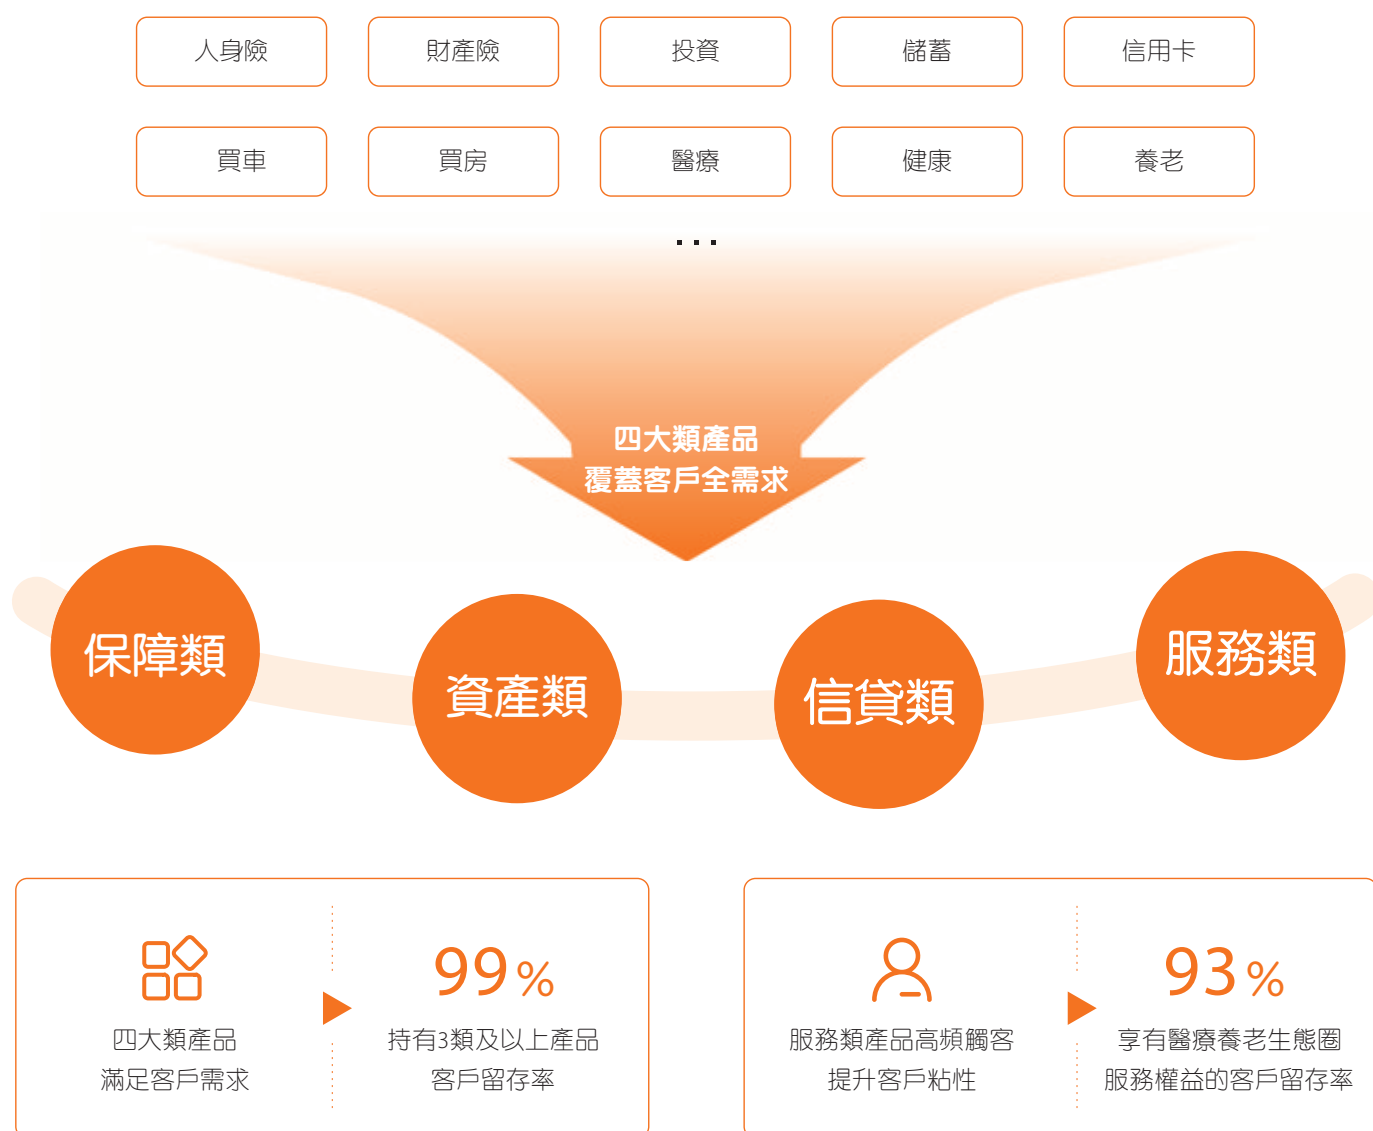 人身險
財產險
投資
儲蓄
信用卡
買車
買房
醫療
健康
養老
...
四大類產品
覆蓋客戶全需求
保障類
資產類
信貸類
服務類
99%
四大類產品
滿足客戶需求
持有3類及以上產品
客戶留存率
93%
服務類產品高頻觸客
提升客戶粘性
享有醫療養老生態圈
服務權益的客戶留存率